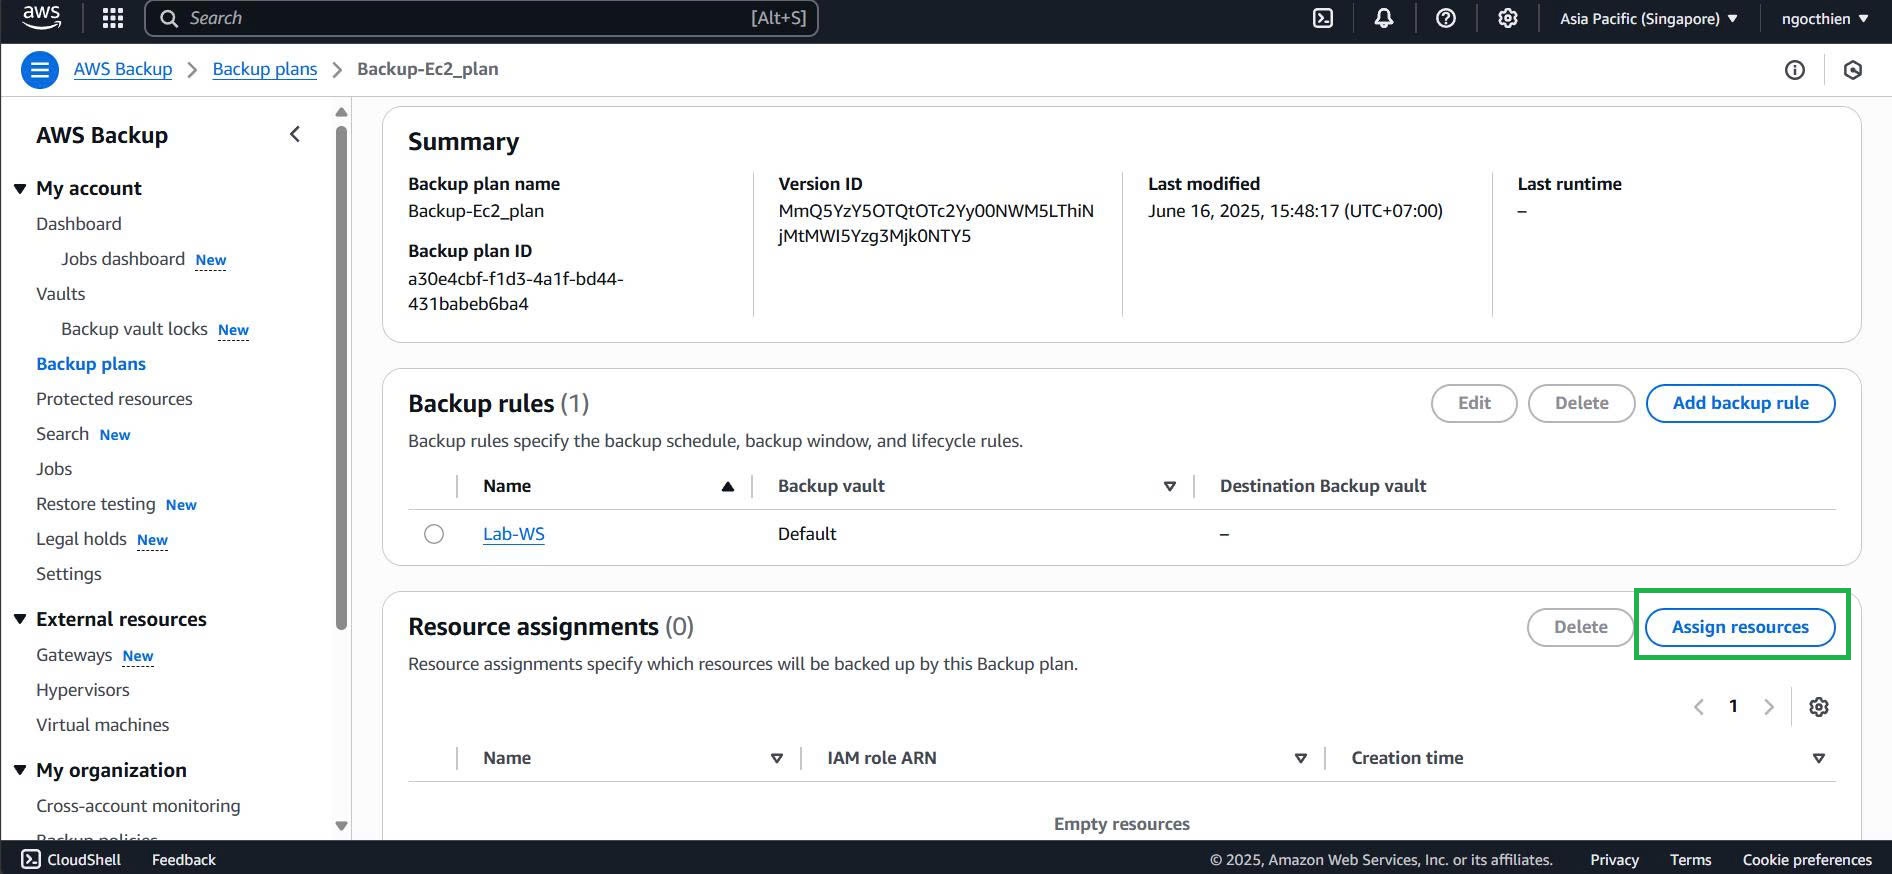 aws
Search [Alt+S]
Asia Pacific (Singapore) ngocthien
AWS Backup Backup plans Backup-Ec2_plan
AWS Backup
My account
Dashboard
Jobs dashboard New
Vaults
Backup vault locks New
Backup plans
Protected resources
Search New
Jobs
Restore testing New
Legal holds New
Settings
External resources
Gateways New
Hypervisors
Virtual machines
My organization
Cross-account monitoring
Backup policies
Summary
Backup plan name
Backup-Ec2_plan
Backup plan ID
a30e4cbf-f1d3-4a1f-bd44-
431babeb6ba4
Version ID
MmQ5YzY5OTQtOTc2Yy00NWM5LThiN
jMtMWI5Yzg3Mjk0NTY5
Last modified
June 16, 2025, 15:48:17 (UTC+07:00)
Last runtime
–
Backup rules (1)
Edit Delete Add backup rule
Backup rules specify the backup schedule, backup window, and lifecycle rules.
Name Backup vault Destination Backup vault
Lab-WS Default –
Resource assignments (0)
Delete Assign resources
Resource assignments specify which resources will be backed up by this Backup plan.
1
Name IAM role ARN Creation time
Empty resources
CloudShell Feedback © 2025, Amazon Web Services, Inc. or its affiliates. Privacy Terms Cookie preferences